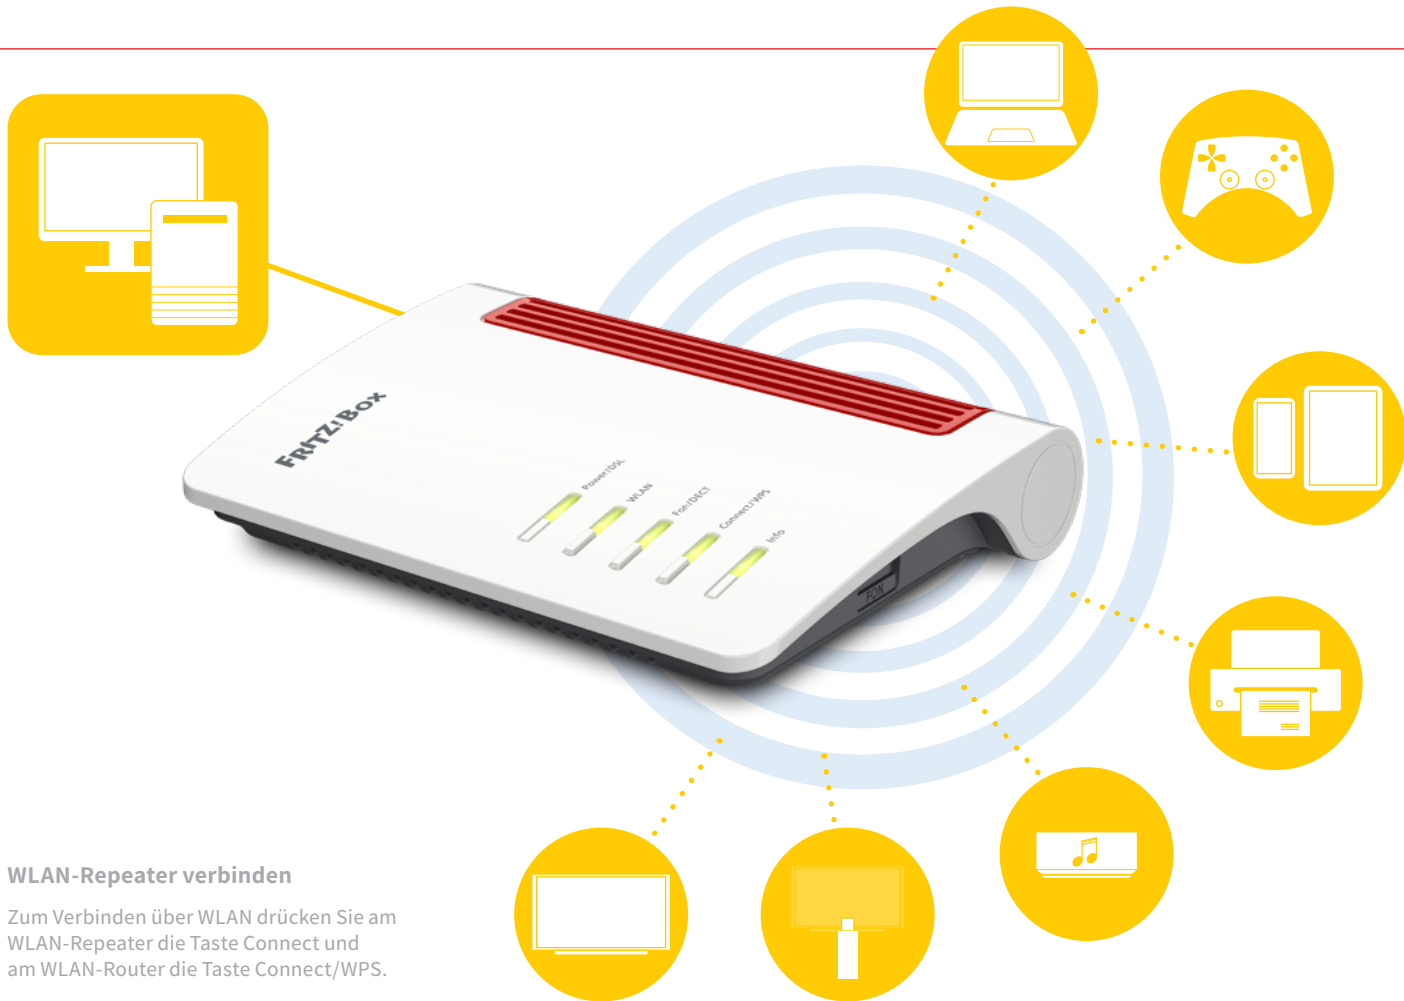 FRITZ!Box
Power/DSL
WLAN
Fon/DECT
Connect/WPS
Info
FON
WLAN-Repeater verbinden
Zum Verbinden über WLAN drücken Sie am
WLAN-Repeater die Taste Connect und
am WLAN-Router die Taste Connect/WPS.